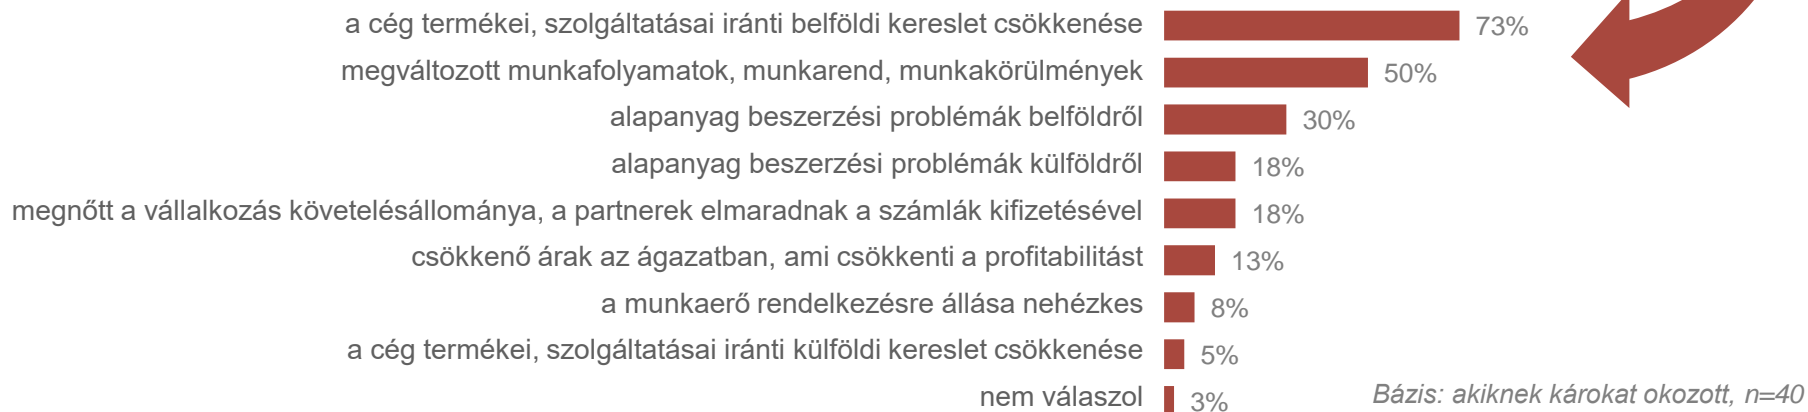 a cég termékei, szolgáltatásai iránti belföldi kereslet csökkenése 73%
megváltozott munkafolyamatok, munkarend, munkakörülmények 50%
alapanyag beszerzési problémák belföldről 30%
alapanyag beszerzési problémák külföldről 18%
megnőtt a vállalkozás követelésállománya, a partnerek elmaradnak a számlák kifizetésével 18%
csökkenő árak az ágazatban, ami csökkenti a profitabilitást 13%
a munkaerő rendelkezésre állása nehézkes 8%
a cég termékei, szolgáltatásai iránti külföldi kereslet csökkenése 5%
nem válaszol 3%
Bázis: akiknek károkat okozott, n=40